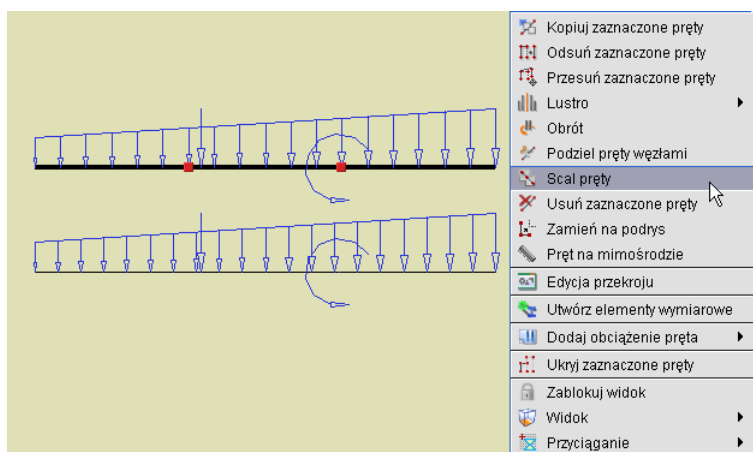 Kopiuj zaznaczone pręty
Odsuń zaznaczone pręty
Przesuń zaznaczone pręty
Lustro
Obrót
Podziel pręty węzłami
Scal pręty
Usuń zaznaczone pręty
Zamień na podrys
Pręt na mimośrodzie
Edycja przekroju
Utwórz elementy wymiarowe
Dodaj obciążenie pręta
Ukryj zaznaczone pręty
Zablokuj widok
Widok
Przyciąganie